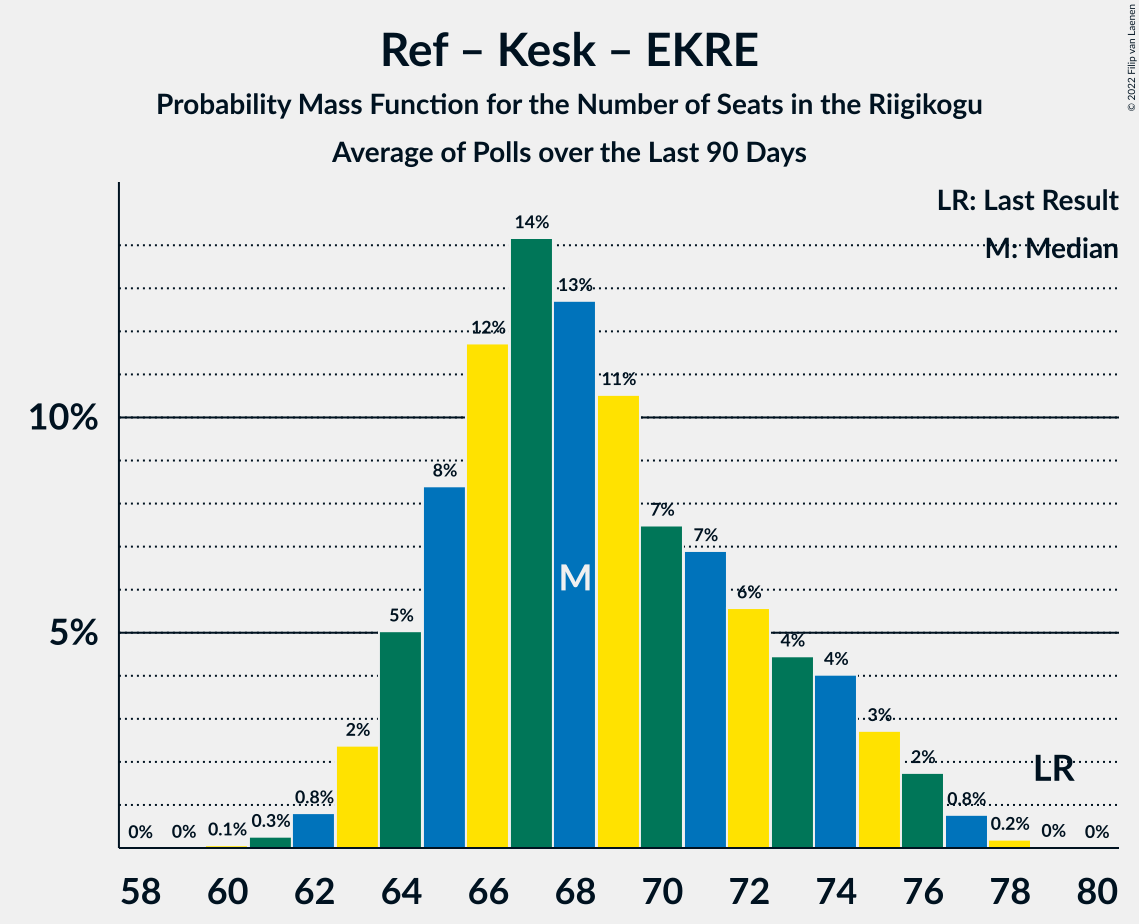 Ref – Kesk – EKRE
Probability Mass Function for the Number of Seats in the Riigikogu
Average of Polls over the Last 90 Days
© 2022 Filip van Laenen
LR: Last Result
M: Median
14%
13%
12%
11%
10%
8%
7%
7%
M
6%
5%
5%
4%
4%
3%
2%
2%
LR
0.8%
0.8%
0.3%
0.2%
0.1%
0%
0%
0%
0%
58 60 62 64 66 68 70 72 74 76 78 80